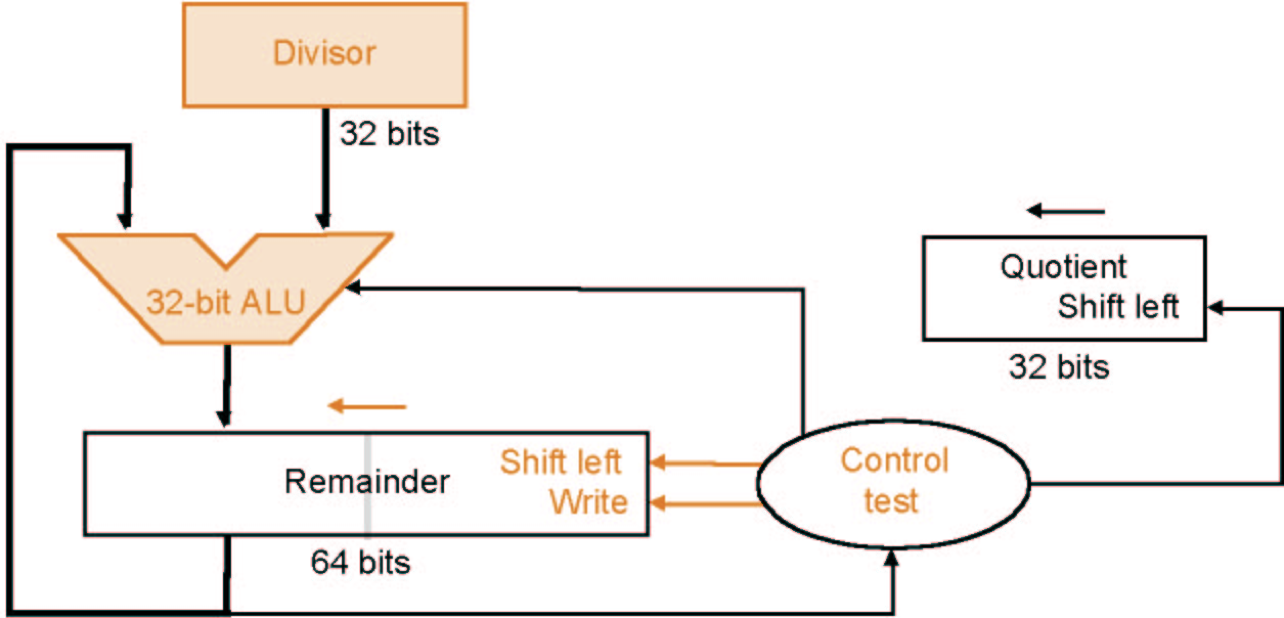 Divisor
32 bits
32-bit ALU
Quotient
Shift left
32 bits
Remainder
Shift left
Write
64 bits
Control
test